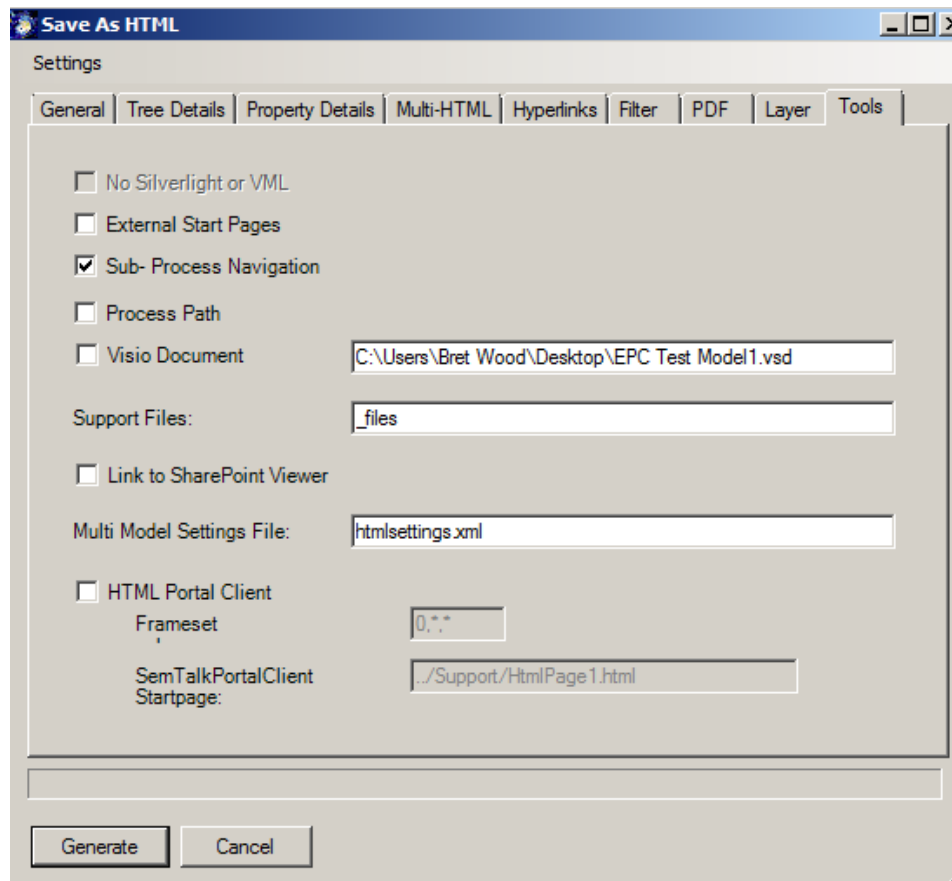 Save As HTML
Settings
General Tree Details Property Details Multi-HTML Hyperlinks Filter PDF Layer Tools
No Silverlight or VML
External Start Pages
Sub- Process Navigation
Process Path
Visio Document C:\Users\Bret Wood\Desktop\EPC Test Model1.vsd
Support Files: _files
Link to SharePoint Viewer
Multi Model Settings File: htmlsettings.xml
HTML Portal Client
Frameset 0,*,*
SemTalkPortalClient ../Support/HtmlPage1.html
Startpage:
Generate Cancel